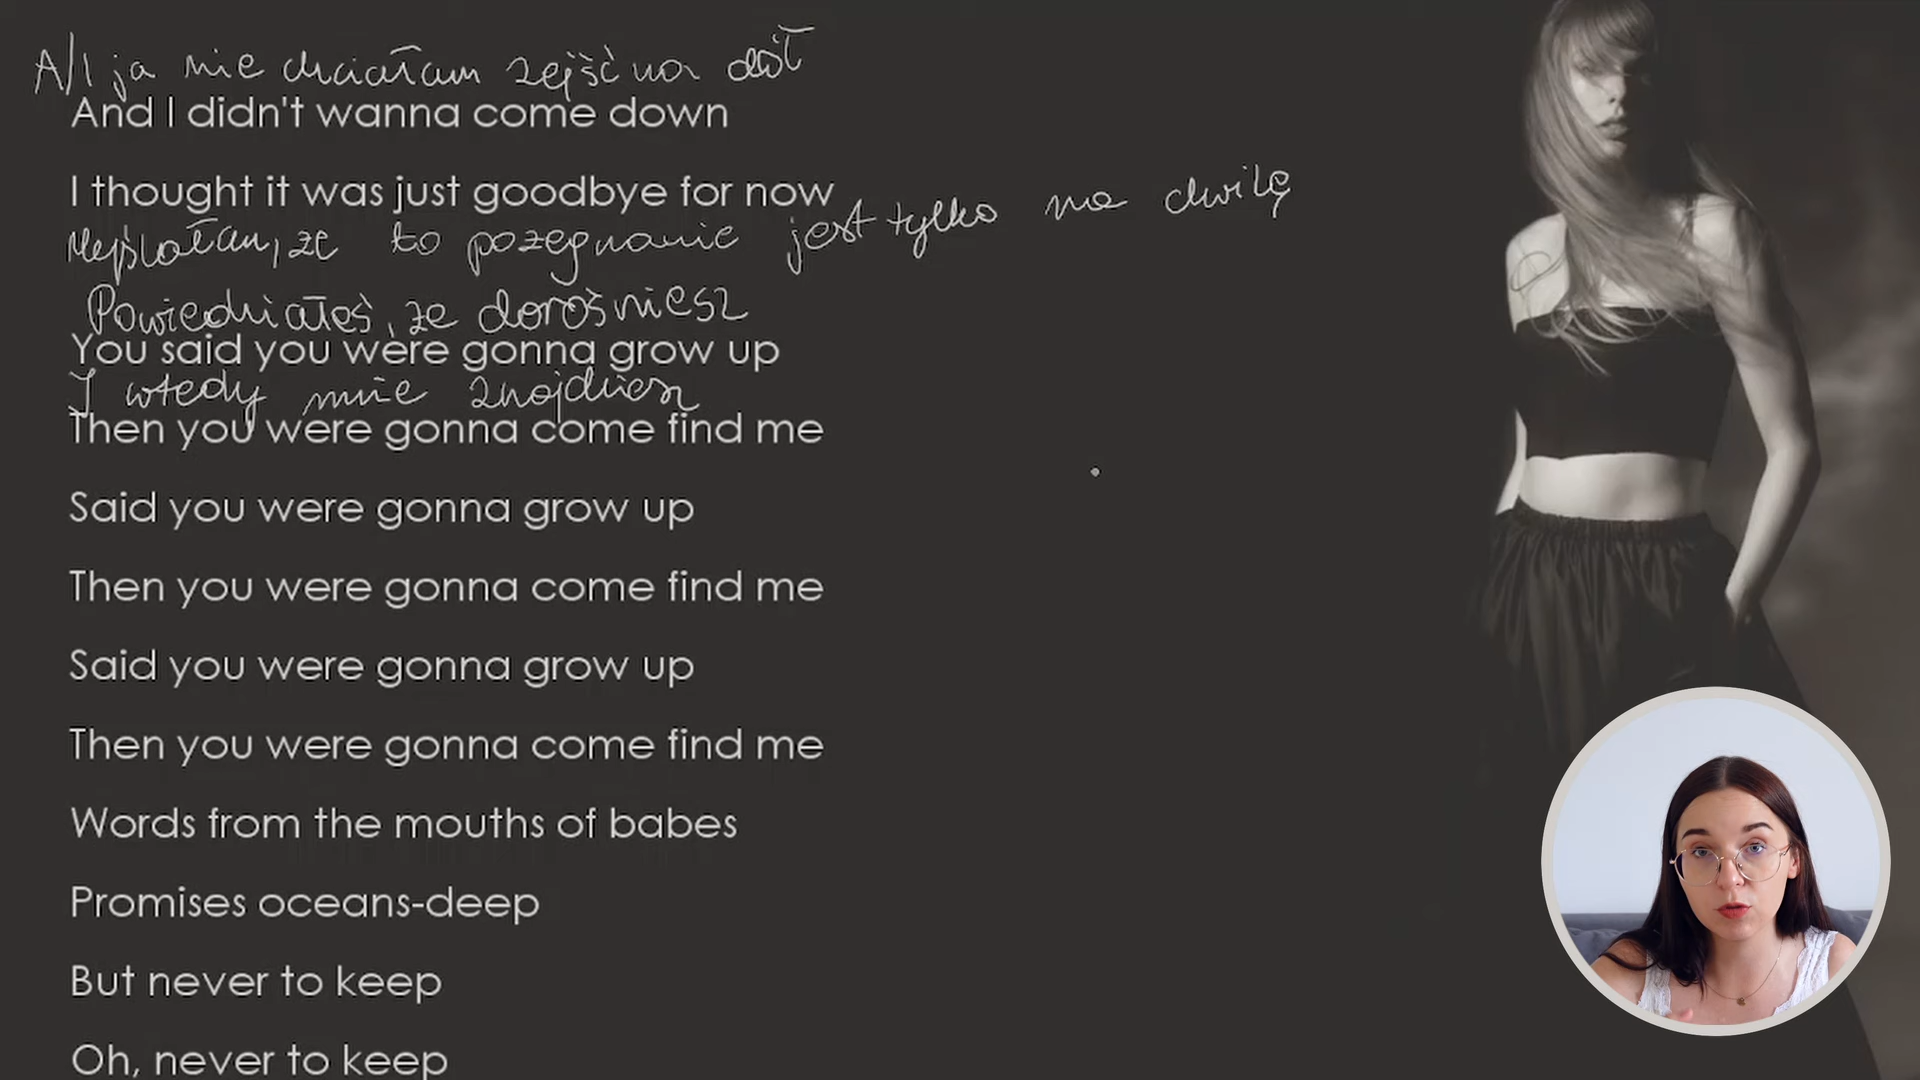 A/I ja nie chciałam zejść na dół
And I didn't wanna come down
I thought it was just goodbye for now
Myślałam, że to pożegnanie jest tylko na chwilę
Powiedziałeś, że dorośniesz
You said you were gonna grow up
I wtedy mnie znajdziesz
Then you were gonna come find me
Said you were gonna grow up
Then you were gonna come find me
Said you were gonna grow up
Then you were gonna come find me
Words from the mouths of babes
Promises oceans-deep
But never to keep
Oh, never to keep